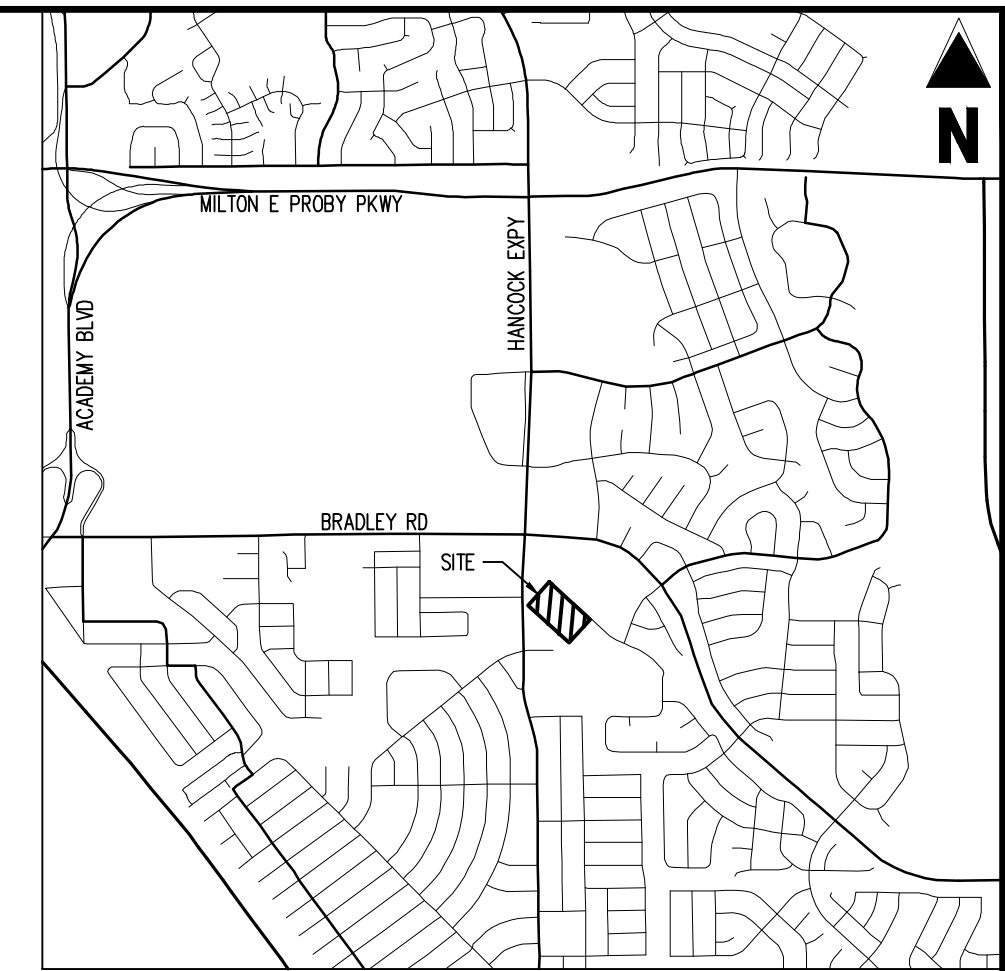 N
MILTON E PROBY PKWY
HANCOCK EXPY
ACADEMY BLVD
BRADLEY RD
SITE